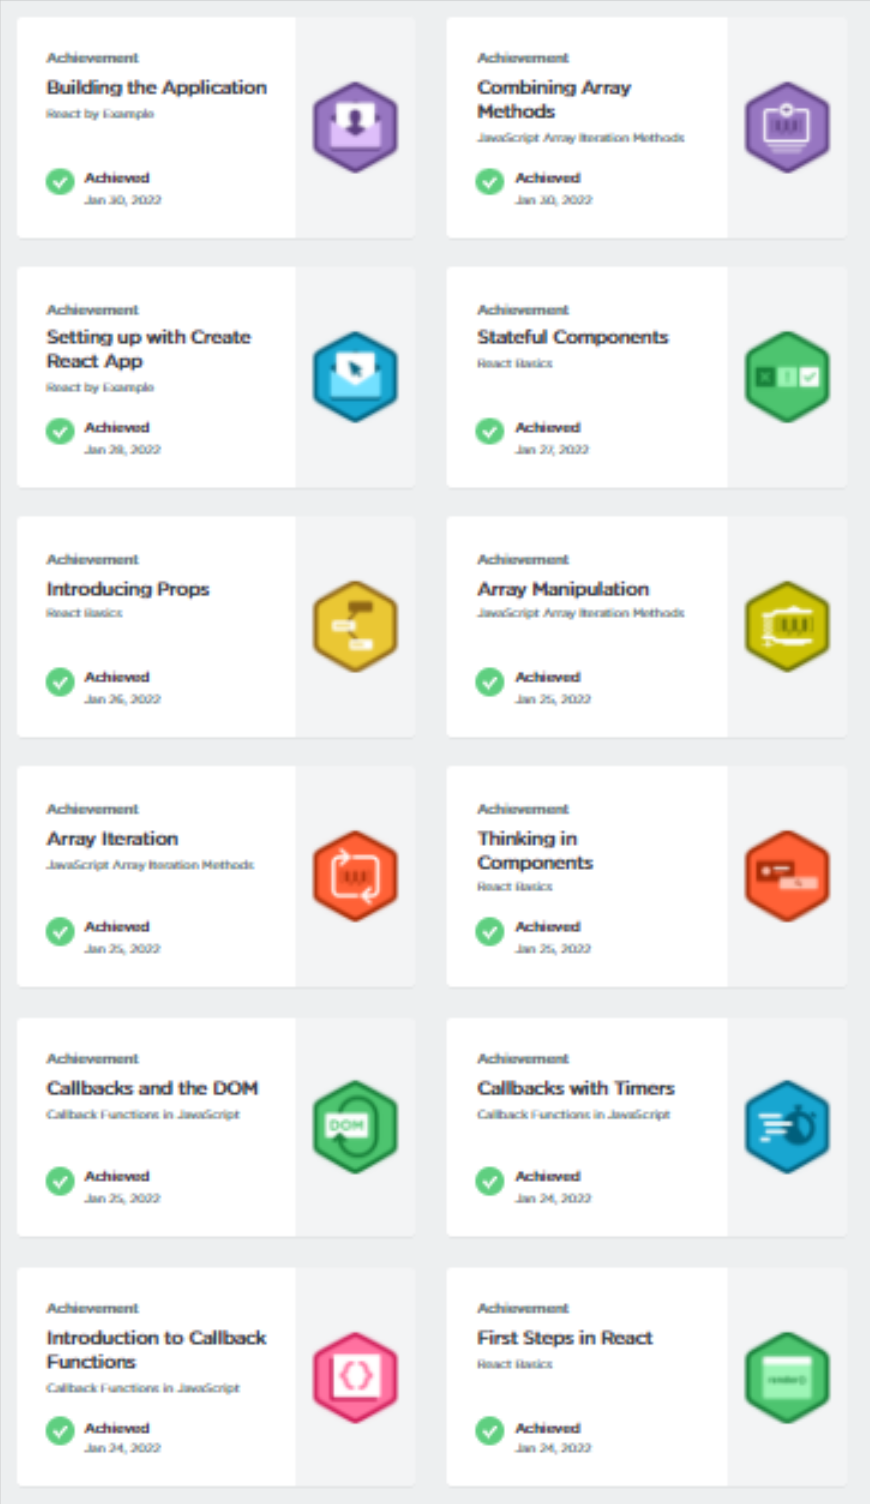 Achievement
Building the Application
React by Example
Achieved
Jan 30, 2022
Achievement
Combining Array
Methods
JavaScript Array Iteration Methods
Achieved
Jan 30, 2022
Achievement
Setting up with Create
React App
React by Example
Achieved
Jan 28, 2022
Achievement
Stateful Components
React Basics
Achieved
Jan 27, 2022
Achievement
Introducing Props
React Basics
Achieved
Jan 26, 2022
Achievement
Array Manipulation
JavaScript Array Iteration Methods
Achieved
Jan 25, 2022
Achievement
Array Iteration
JavaScript Array Iteration Methods
Achieved
Jan 25, 2022
Achievement
Thinking in
Components
React Basics
Achieved
Jan 25, 2022
Achievement
Callbacks and the DOM
Callback Functions in JavaScript
DOM
Achieved
Jan 25, 2022
Achievement
Callbacks with Timers
Callback Functions in JavaScript
Achieved
Jan 24, 2022
Achievement
Introduction to Callback
Functions
Callback Functions in JavaScript
Achieved
Jan 24, 2022
Achievement
First Steps in React
React Basics
render()
Achieved
Jan 24, 2022